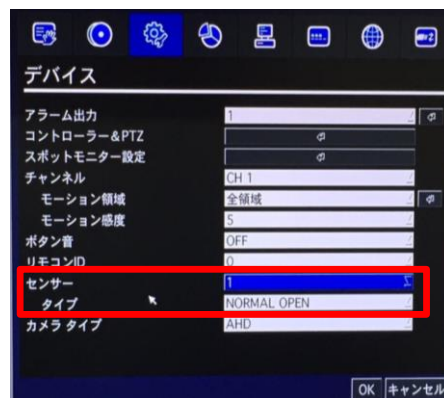 デバイス
アラーム出力 1
コントローラー&PTZ
スポットモニター設定
チャンネル CH 1
モーション領域 全領域
モーション感度 5
ボタン音 OFF
リモコンID 0
センサー 1
タイプ NORMAL OPEN
カメラ タイプ AHD
OK キャンセル